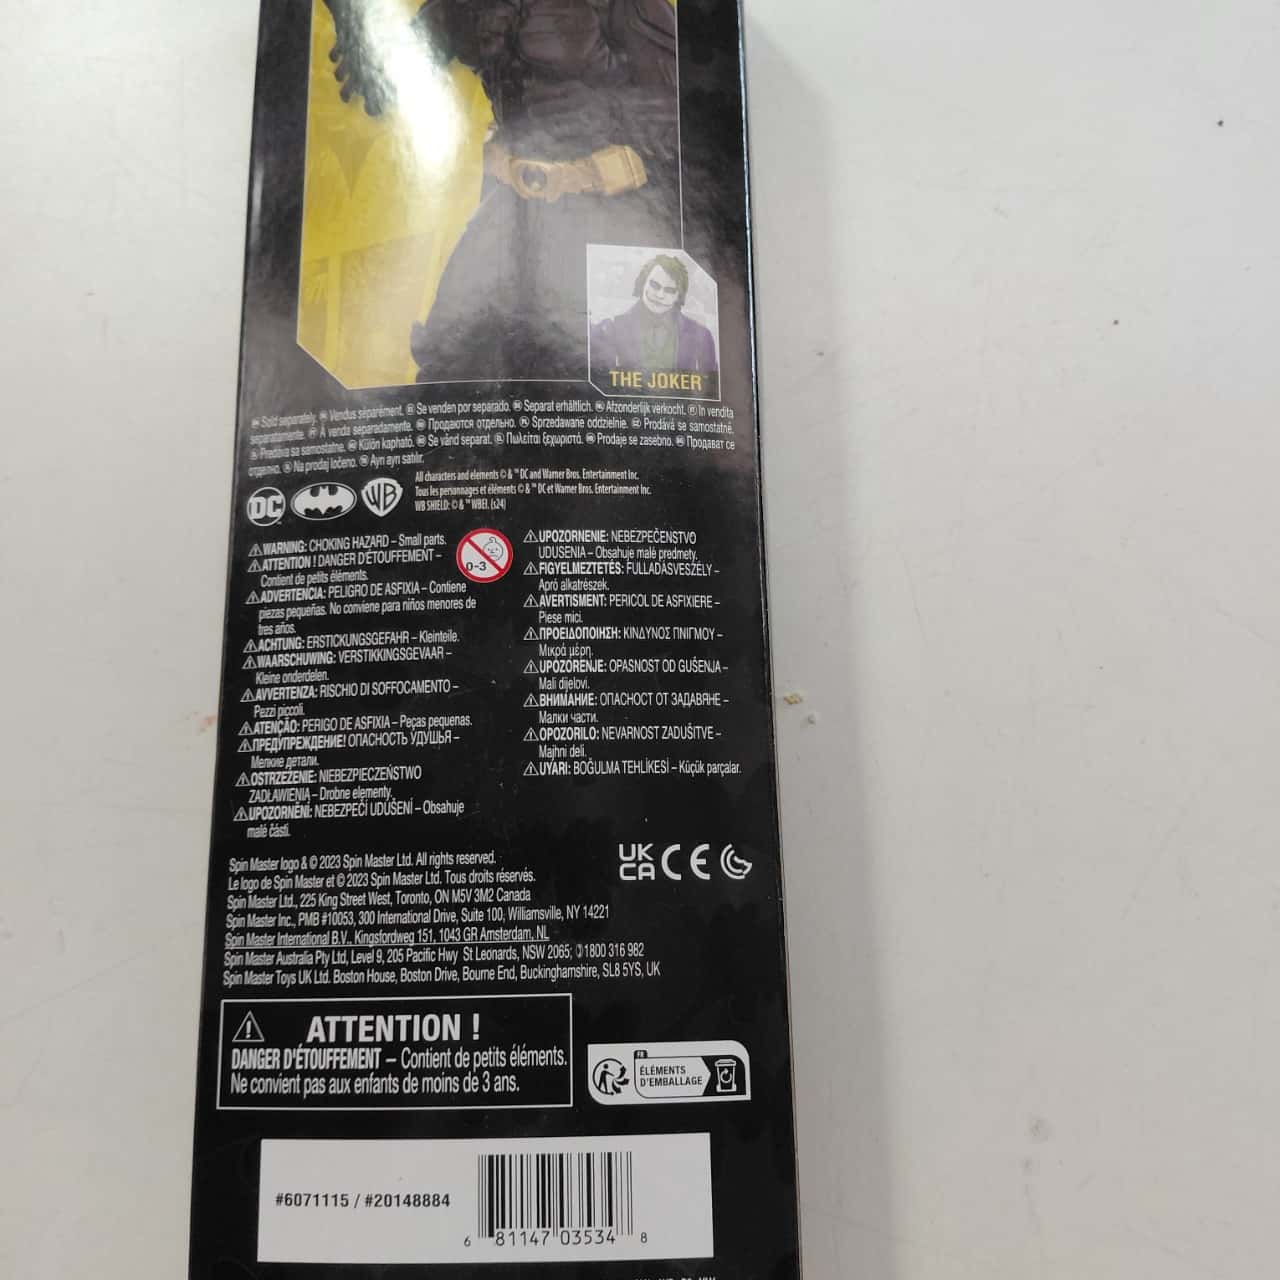 THE JOKER™
Sold separately. Vendus séparément. Se venden por separado. Separat erhältlich. Afzonderlijk verkocht. In vendita
separatamente. À venda separadamente. Продаются отдельно. Sprzedawane oddzielnie. Prodává se samostatně.
Predáva sa samostatne. Külön kapható. Se vând separat. Πωλείται ξεχωριστά. Prodaje se zasebno. Продават се
отделно. Na prodaj ločeno. Ayrı ayrı satılır.
DC WB
All characters and elements © & ™ DC and Warner Bros. Entertainment Inc.
Tous les personnages et éléments © & ™ DC et Warner Bros. Entertainment Inc.
WB SHIELD: © & ™ WBEI. (s24)
⚠WARNING: CHOKING HAZARD – Small parts.
⚠ATTENTION ! DANGER D'ÉTOUFFEMENT –
Contient de petits éléments.
⚠ADVERTENCIA: PELIGRO DE ASFIXIA – Contiene
piezas pequeñas. No conviene para niños menores de
tres años.
⚠ACHTUNG: ERSTICKUNGSGEFAHR – Kleinteile.
⚠WAARSCHUWING: VERSTIKKINGSGEVAAR –
Kleine onderdelen.
⚠AVVERTENZA: RISCHIO DI SOFFOCAMENTO –
Pezzi piccoli.
⚠ATENÇÃO: PERIGO DE ASFIXIA – Peças pequenas.
⚠ПРЕДУПРЕЖДЕНИЕ! ОПАСНОСТЬ УДУШЬЯ –
Мелкие детали.
⚠OSTRZEŻENIE: NIEBEZPIECZEŃSTWO
ZADŁAWIENIA – Drobne elementy.
⚠UPOZORNĚNÍ: NEBEZPEČÍ UDUŠENÍ – Obsahuje
malé části.
0-3
⚠UPOZORNENIE: NEBEZPEČENSTVO
UDUSENIA – Obsahuje malé predmety.
⚠FIGYELMEZTETÉS: FULLADÁSVESZÉLY –
Apró alkatrészek.
⚠AVERTISMENT: PERICOL DE ASFIXIERE –
Piese mici.
⚠ΠΡΟΕΙΔΟΠΟΙΗΣΗ: ΚΙΝΔΥΝΟΣ ΠΝΙΓΜΟΥ –
Μικρά μέρη.
⚠UPOZORENJE: OPASNOST OD GUŠENJA –
Mali dijelovi.
⚠ВНИМАНИЕ: ОПАСНОСТ ОТ ЗАДАВЯНЕ –
Малки части.
⚠OPOZORILO: NEVARNOST ZADUŠITVE –
Majhni deli.
⚠UYARI: BOĞULMA TEHLİKESİ – Küçük parçalar.
Spin Master logo & © 2023 Spin Master Ltd. All rights reserved.
Le logo de Spin Master et © 2023 Spin Master Ltd. Tous droits réservés.
Spin Master Ltd., 225 King Street West, Toronto, ON M5V 3M2 Canada
Spin Master Inc., PMB #10053, 300 International Drive, Suite 100, Williamsville, NY 14221
Spin Master International B.V., Kingsfordweg 151, 1043 GR Amsterdam, NL
Spin Master Australia Pty Ltd, Level 9, 205 Pacific Hwy St Leonards, NSW 2065; 1800 316 982
Spin Master Toys UK Ltd. Boston House, Boston Drive, Bourne End, Buckinghamshire, SL8 5YS, UK
UK
CA CE
⚠ ATTENTION !
DANGER D'ÉTOUFFEMENT – Contient de petits éléments.
Ne convient pas aux enfants de moins de 3 ans.
FR
ÉLÉMENTS
D'EMBALLAGE
#6071115 / #20148884
6 81147 03534 8